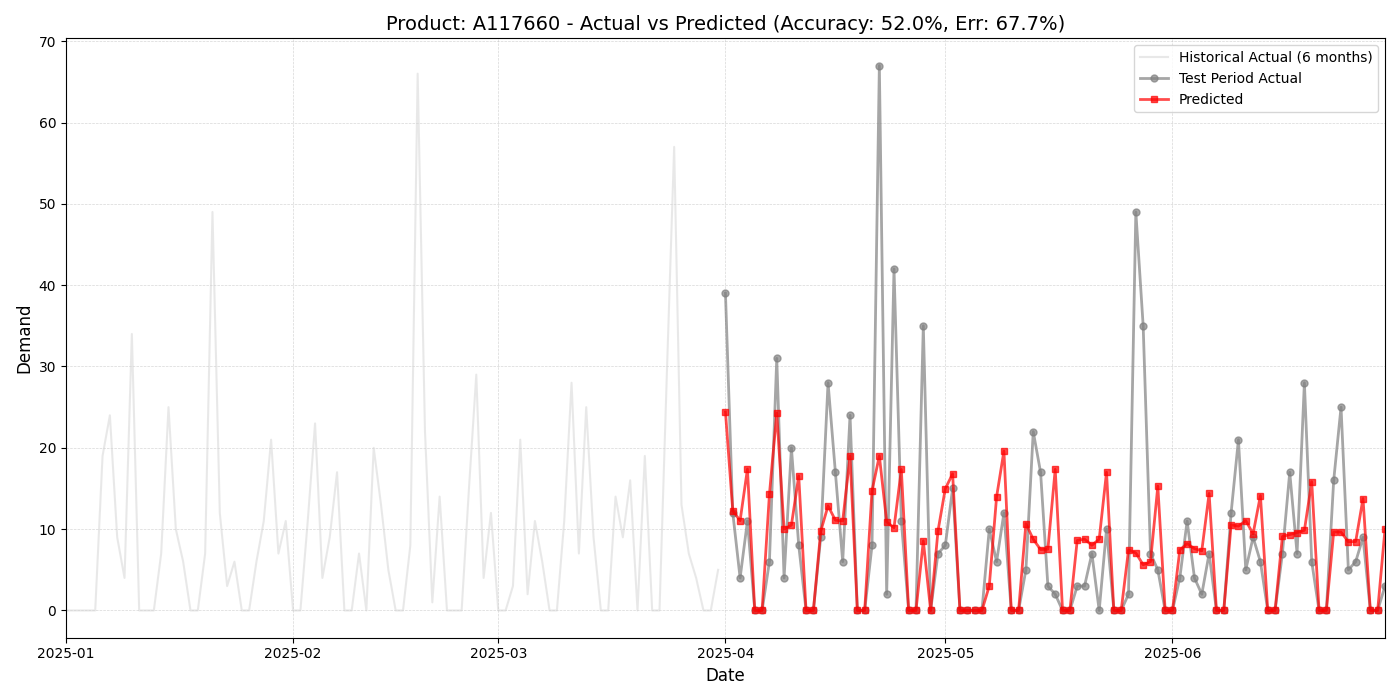 Product: A117660 - Actual vs Predicted (Accuracy: 52.0%, Err: 67.7%)
70
60
50
40
30
20
10
0
Demand
Historical Actual (6 months)
Test Period Actual
Predicted
2025-01
2025-02
2025-03
2025-04
2025-05
2025-06
Date